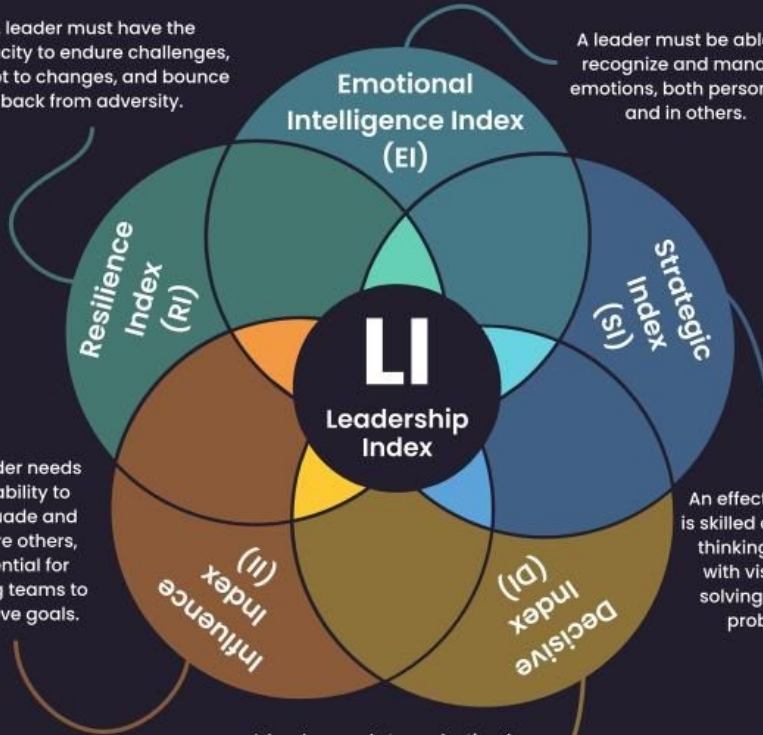 leader must have the
city to endure challenges,
t to changes, and bounce
back from adversity.
Emotional
Intelligence Index
(EI)
A leader must be able
recognize and mana
emotions, both person
and in others.
Resilience
Index
(RI)
Strategic
Index
(SI)
LI
Leadership
Index
der needs
ability to
uade and
e others,
ential for
g teams to
ve goals.
An effect
is skilled
thinking
with vis
solving
prob
Influence
Index
(II)
Decisive
Index
(DI)